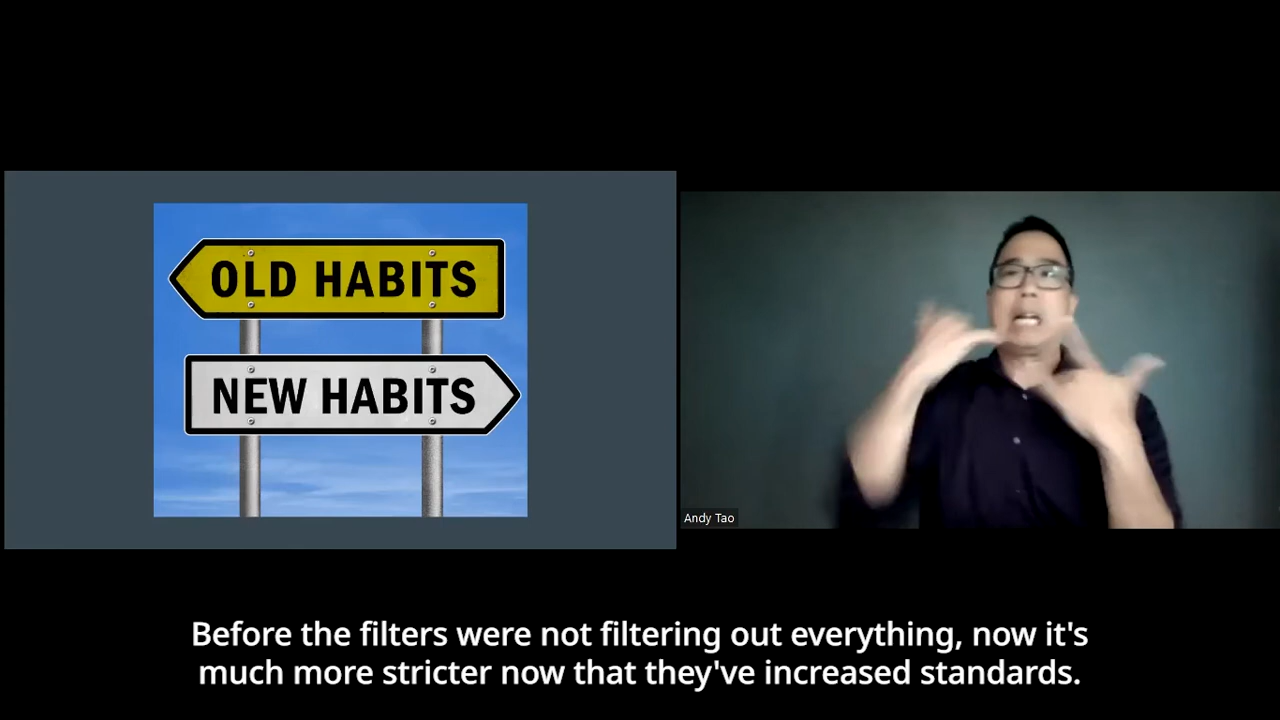 OLD HABITS
NEW HABITS
Andy Tao
Before the filters were not filtering out everything, now it's
much more stricter now that they've increased standards.